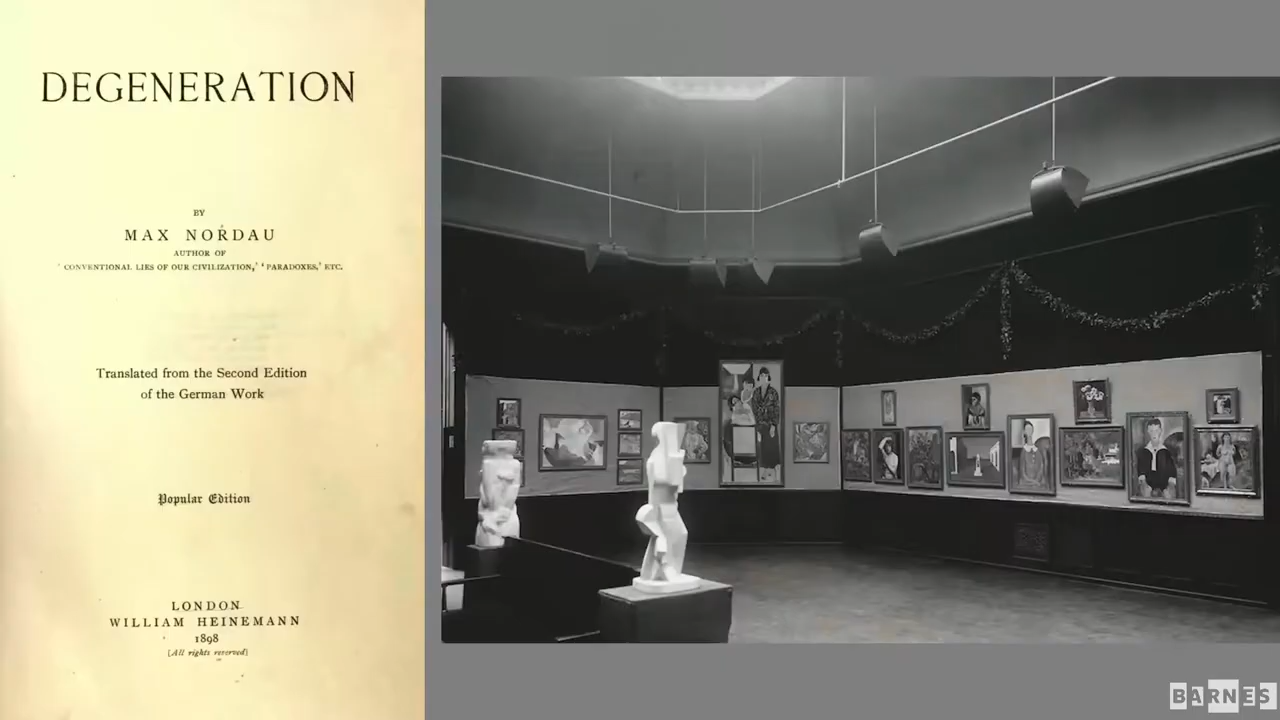 DEGENERATION
BY
MAX NORDAU
AUTHOR OF
'CONVENTIONAL LIES OF OUR CIVILIZATION,' 'PARADOXES,' ETC.
Translated from the Second Edition
of the German Work
Popular Edition
LONDON
WILLIAM HEINEMANN
1898
[All rights reserved]
BARNES